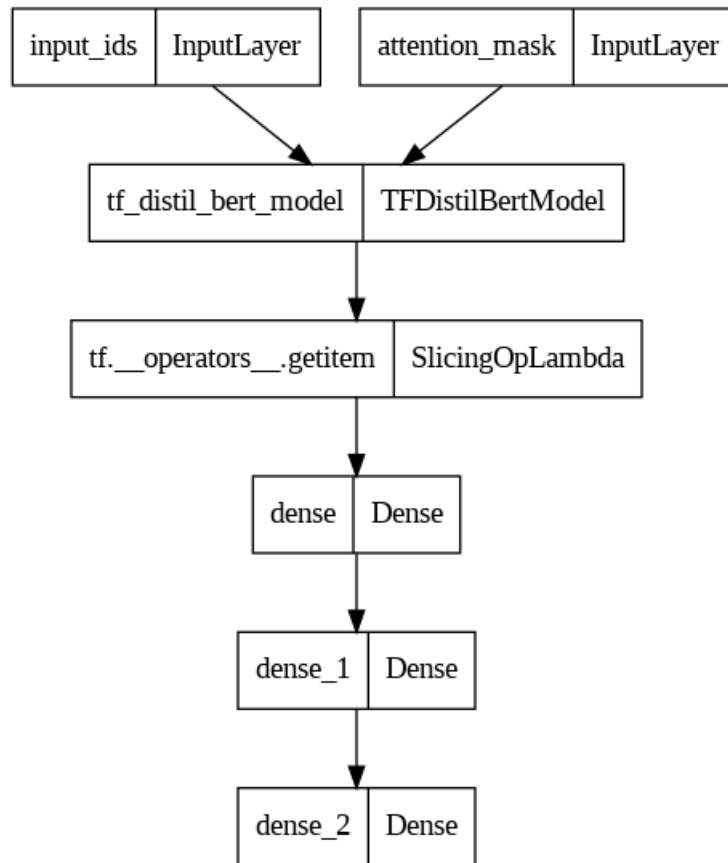 input_ids InputLayer attention_mask InputLayer
tf_distil_bert_model TFDistilBertModel
tf.__operators__.getitem SlicingOpLambda
dense Dense
dense_1 Dense
dense_2 Dense